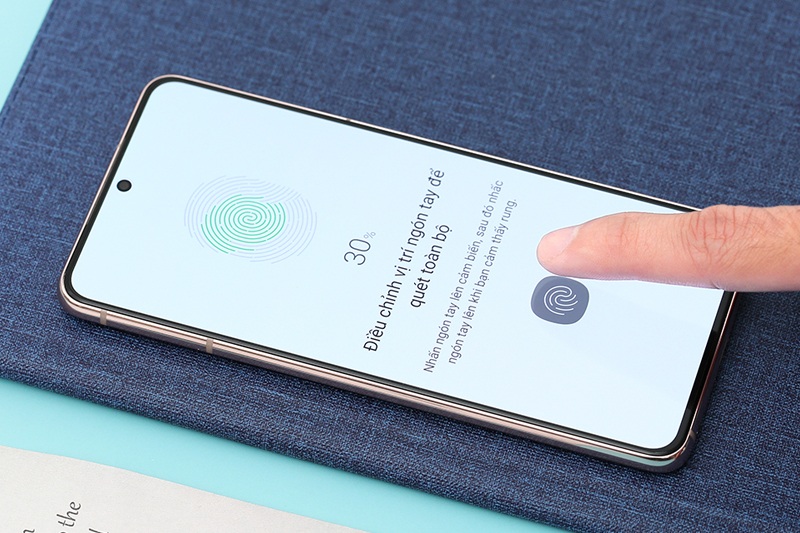 30%
Điều chỉnh vị trí ngón tay để
quét toàn bộ
Nhấn ngón tay lên cảm biến, sau đó nhấc
ngón tay lên khi bạn cảm thấy rung.
the